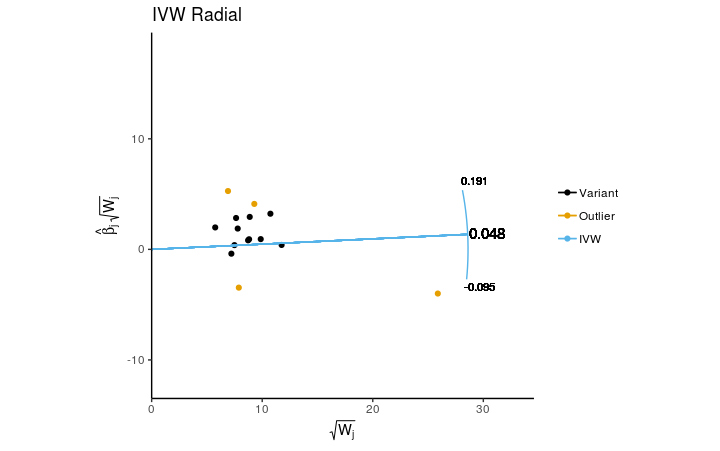 IVW Radial
10
0
-10
β̂j√Wj
0
10
20
30
√Wj
0.191
0.048
-0.095
Variant
Outlier
IVW